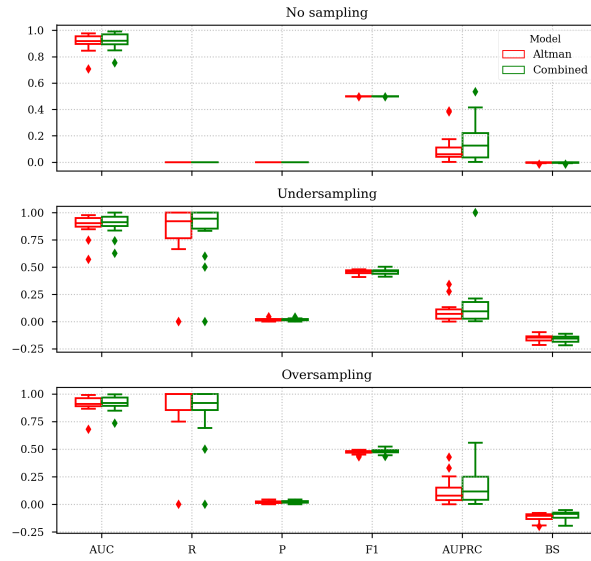 No sampling
1.0
0.8
0.6
0.4
0.2
0.0
Model
Altman
Combined
Undersampling
1.00
0.75
0.50
0.25
0.00
−0.25
Oversampling
1.00
0.75
0.50
0.25
0.00
−0.25
AUC R P F1 AUPRC BS